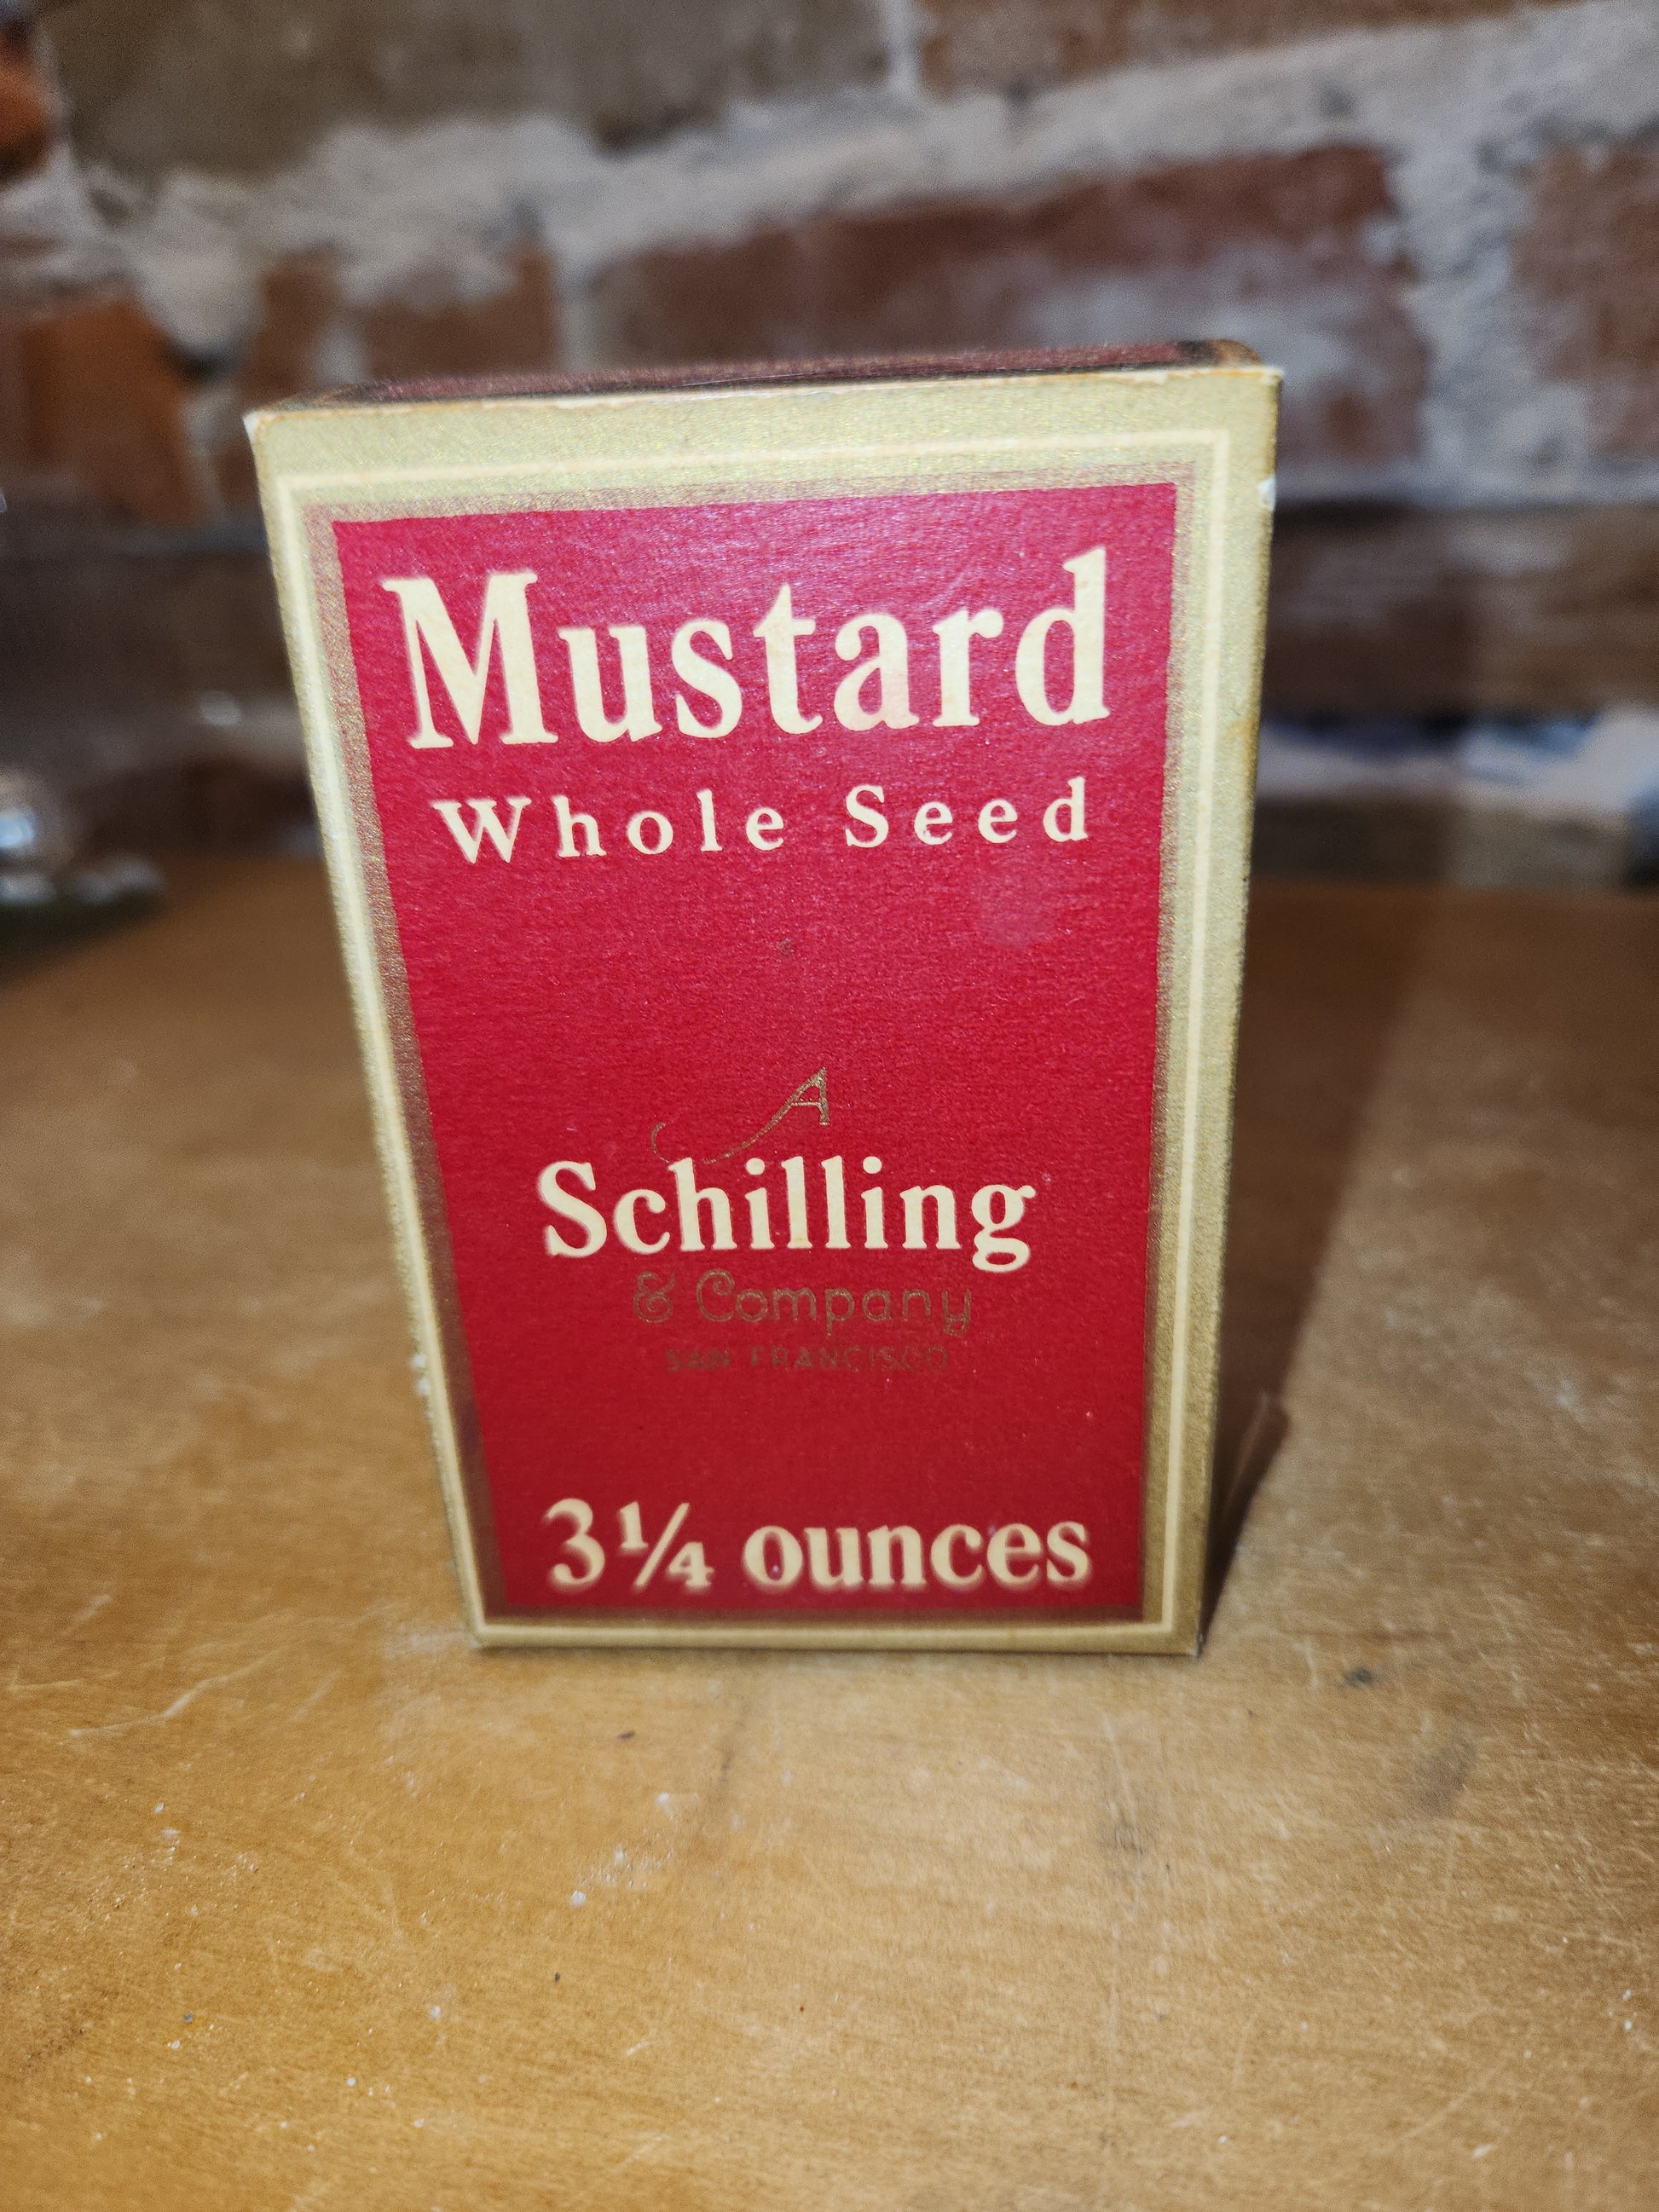 Mustard
Whole Seed
A
Schilling
& Company
SAN FRANCISCO
3¼ ounces